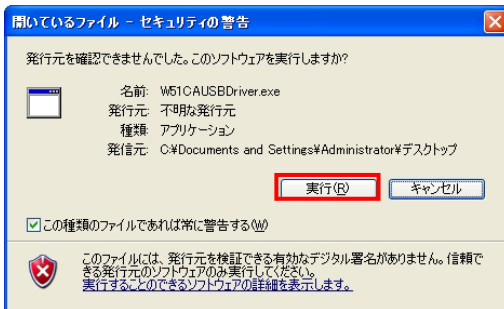 開いているファイル - セキュリティの警告
発行元を確認できませんでした。このソフトウェアを実行しますか?
名前: W51CAUSBDriver.exe
発行元: 不明な発行元
種類: アプリケーション
発信元: C:¥Documents and Settings¥Administrator¥デスクトップ
実行(R) キャンセル
この種類のファイルであれば常に警告する(W)
このファイルには、発行元を検証できる有効なデジタル署名がありません。信頼で
きる発行元のソフトウェアのみ実行してください。
実行することのできるソフトウェアの詳細を表示します。